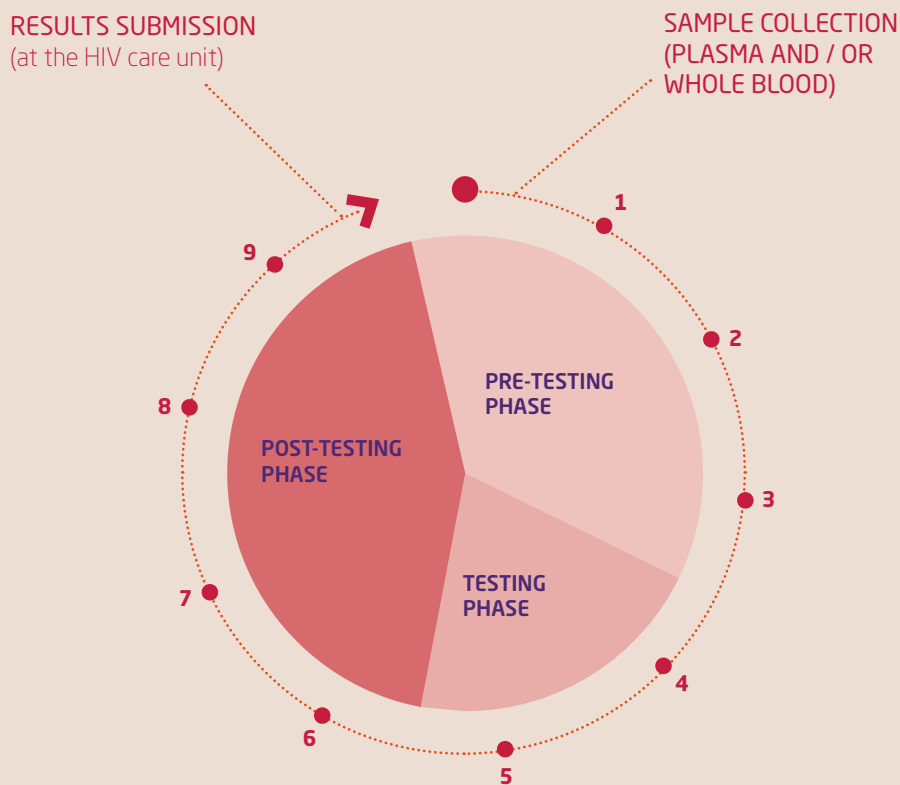 RESULTS SUBMISSION
(at the HIV care unit)
SAMPLE COLLECTION
(PLASMA AND / OR
WHOLE BLOOD)
1
2
3
4
5
6
7
8
9
PRE-TESTING
PHASE
TESTING
PHASE
POST-TESTING
PHASE